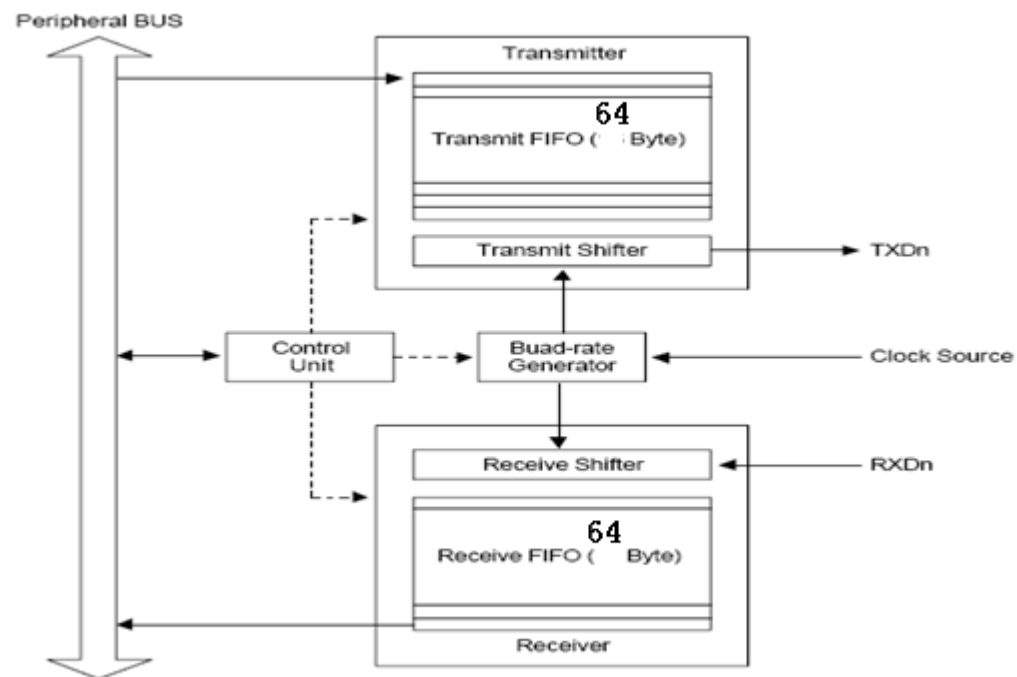 Peripheral BUS
Transmitter
64
Transmit FIFO ( Byte)
Transmit Shifter
TXDn
Control
Unit
Buad-rate
Generator
Clock Source
Receive Shifter
RXDn
64
Receive FIFO ( Byte)
Receiver